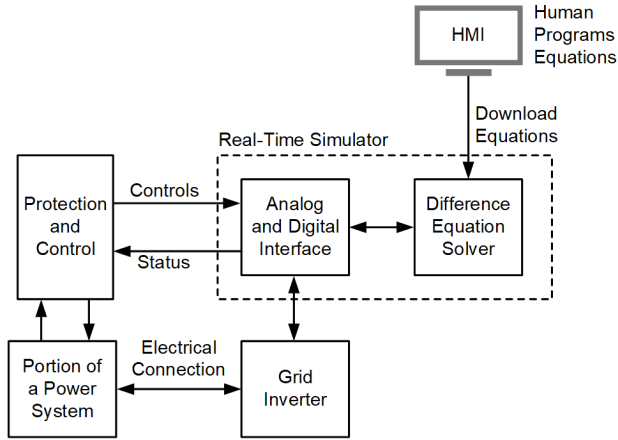 HMI
Human
Programs
Equations
Download
Equations
Real-Time Simulator
Protection
and
Control
Controls
Status
Analog
and Digital
Interface
Difference
Equation
Solver
Portion of
a Power
System
Electrical
Connection
Grid
Inverter